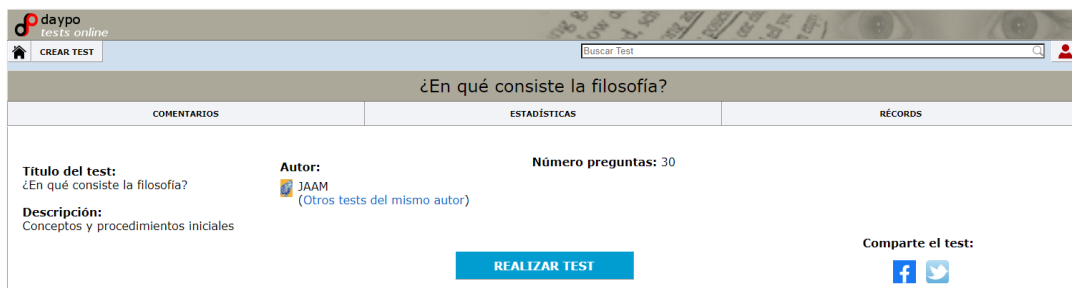 daypo
tests online
CREAR TEST
Buscar Test
¿En qué consiste la filosofía?
COMENTARIOS
ESTADÍSTICAS
RÉCORDS
Título del test:
¿En qué consiste la filosofía?
Descripción:
Conceptos y procedimientos iniciales
Autor:
JAAM
(Otros tests del mismo autor)
Número preguntas: 30
REALIZAR TEST
Comparte el test: